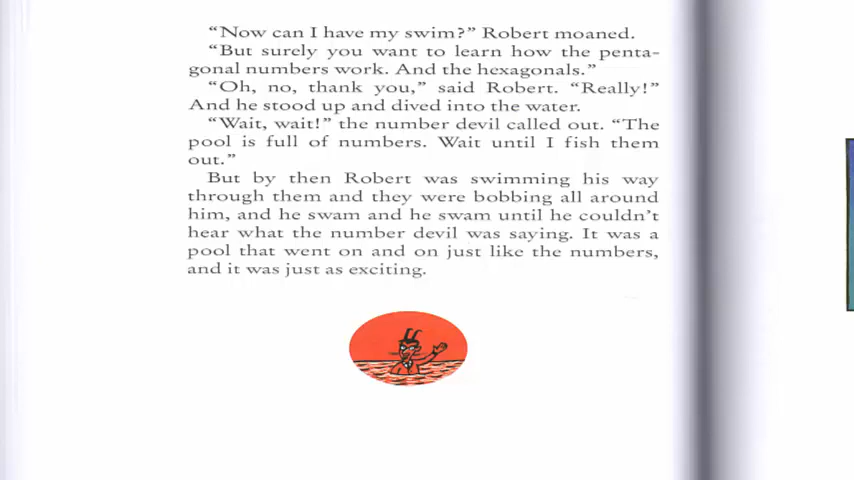 “Now can I have my swim?” Robert moaned.
“But surely you want to learn how the penta-
gonal numbers work. And the hexagonals.”
“Oh, no, thank you,” said Robert. “Really!”
And he stood up and dived into the water.
“Wait, wait!” the number devil called out. “The
pool is full of numbers. Wait until I fish them
out.”
But by then Robert was swimming his way
through them and they were bobbing all around
him, and he swam and he swam until he couldn’t
hear what the number devil was saying. It was a
pool that went on and on just like the numbers,
and it was just as exciting.